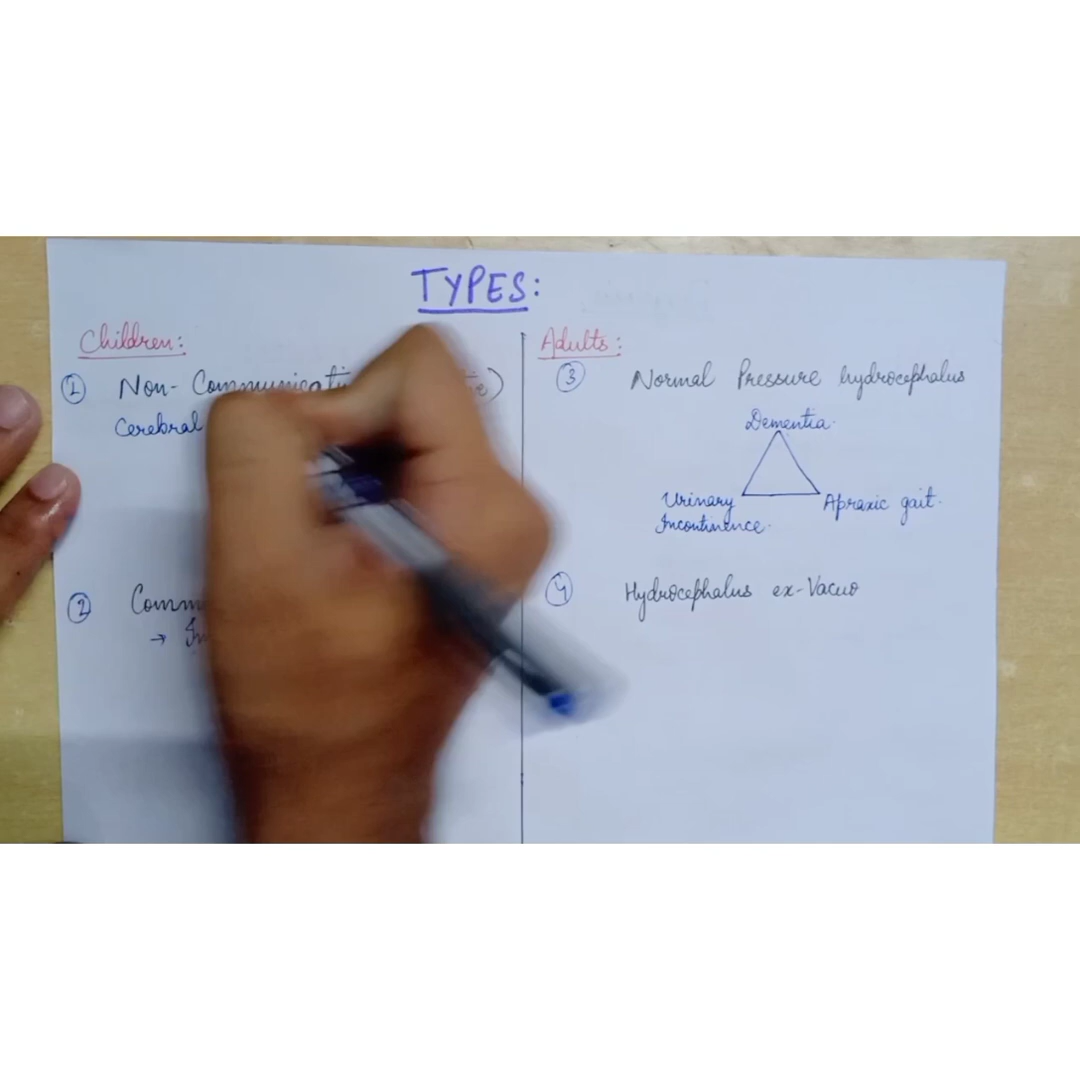 TYPES:
Children:
① Non-Communicati
Cerebral
② Comm
→
Adults:
③ Normal Pressure hydrocephalus
Dementia.
Urinary
Incontinence.
Apraxic gait.
④ Hydrocephalus ex-Vacuo